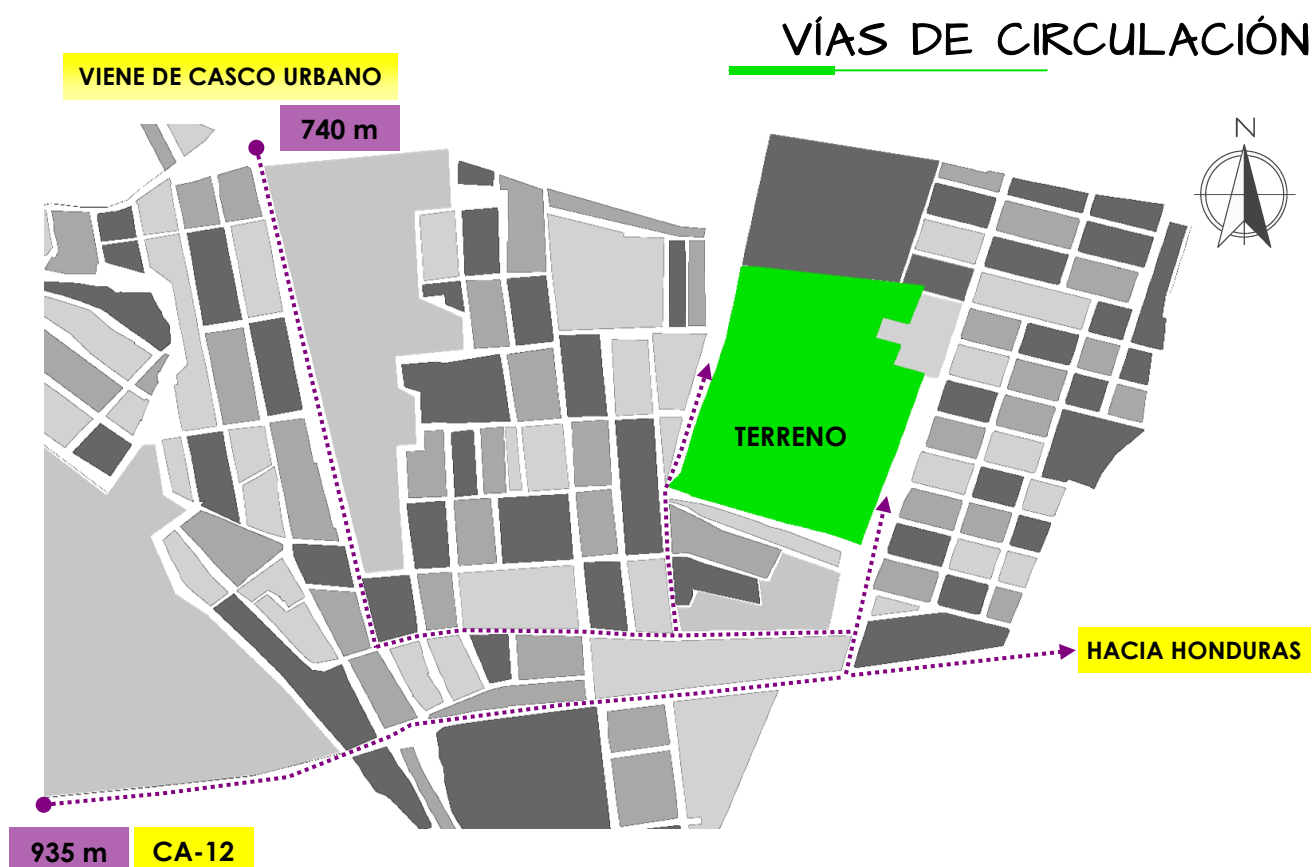 VÍAS DE CIRCULACIÓN
VIENE DE CASCO URBANO
740 m
N
TERRENO
HACIA HONDURAS
935 m CA-12